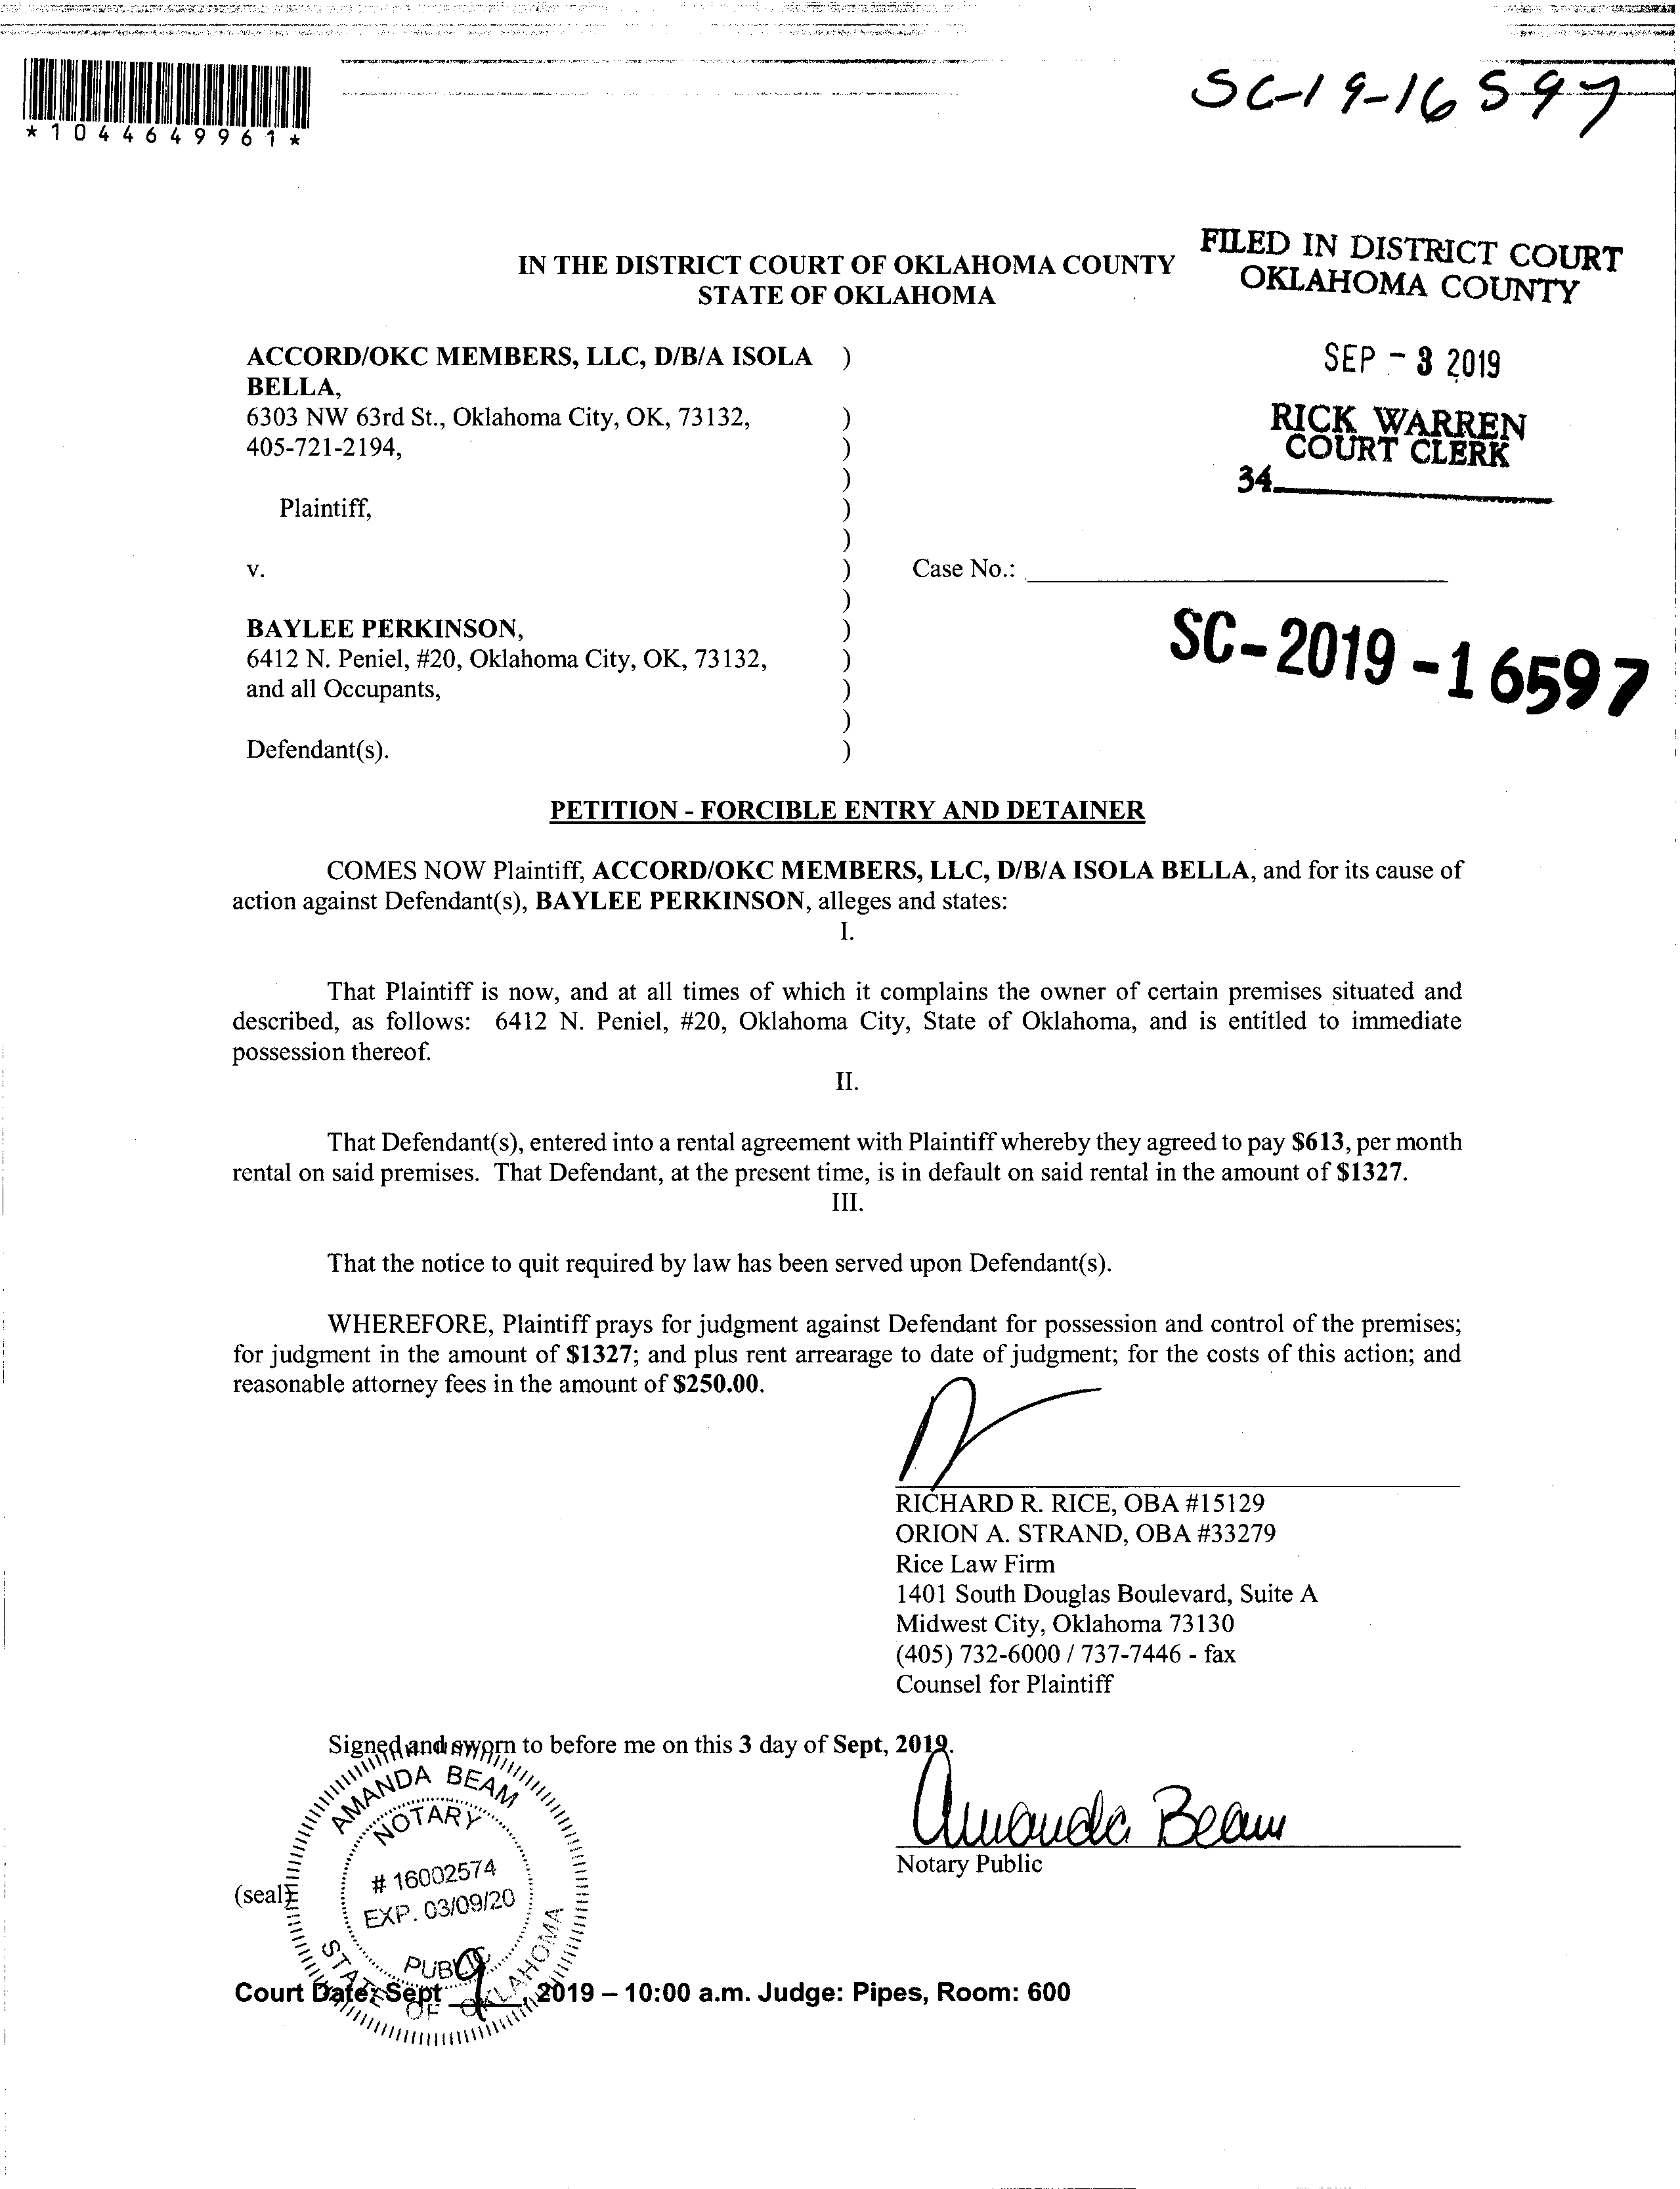 SC-19-16597
*1044649961*
IN THE DISTRICT COURT OF OKLAHOMA COUNTY
STATE OF OKLAHOMA
FILED IN DISTRICT COURT
OKLAHOMA COUNTY
SEP - 3 2019
RICK WARREN
COURT CLERK
34
ACCORD/OKC MEMBERS, LLC, D/B/A ISOLA )
BELLA,
6303 NW 63rd St., Oklahoma City, OK, 73132, )
405-721-2194, )
)
Plaintiff, )
)
v. ) Case No.:
)
SC-2019-16597
BAYLEE PERKINSON, )
6412 N. Peniel, #20, Oklahoma City, OK, 73132, )
and all Occupants, )
)
Defendant(s). )
PETITION - FORCIBLE ENTRY AND DETAINER
COMES NOW Plaintiff, ACCORD/OKC MEMBERS, LLC, D/B/A ISOLA BELLA, and for its cause of
action against Defendant(s), BAYLEE PERKINSON, alleges and states:
I.
That Plaintiff is now, and at all times of which it complains the owner of certain premises situated and
described, as follows: 6412 N. Peniel, #20, Oklahoma City, State of Oklahoma, and is entitled to immediate
possession thereof.
II.
That Defendant(s), entered into a rental agreement with Plaintiff whereby they agreed to pay $613, per month
rental on said premises. That Defendant, at the present time, is in default on said rental in the amount of $1327.
III.
That the notice to quit required by law has been served upon Defendant(s).
WHEREFORE, Plaintiff prays for judgment against Defendant for possession and control of the premises;
for judgment in the amount of $1327; and plus rent arrearage to date of judgment; for the costs of this action; and
reasonable attorney fees in the amount of $250.00.
RICHARD R. RICE, OBA #15129
ORION A. STRAND, OBA #33279
Rice Law Firm
1401 South Douglas Boulevard, Suite A
Midwest City, Oklahoma 73130
(405) 732-6000 / 737-7446 - fax
Counsel for Plaintiff
Signed and sworn to before me on this 3 day of Sept, 2019.
Amanda Beam
Notary Public
(seal)
AMANDA BEAM
NOTARY
# 16002574
EXP. 03/09/20
PUBLIC
STATE OF OKLAHOMA
Court Date: Sept 9, 2019 – 10:00 a.m. Judge: Pipes, Room: 600